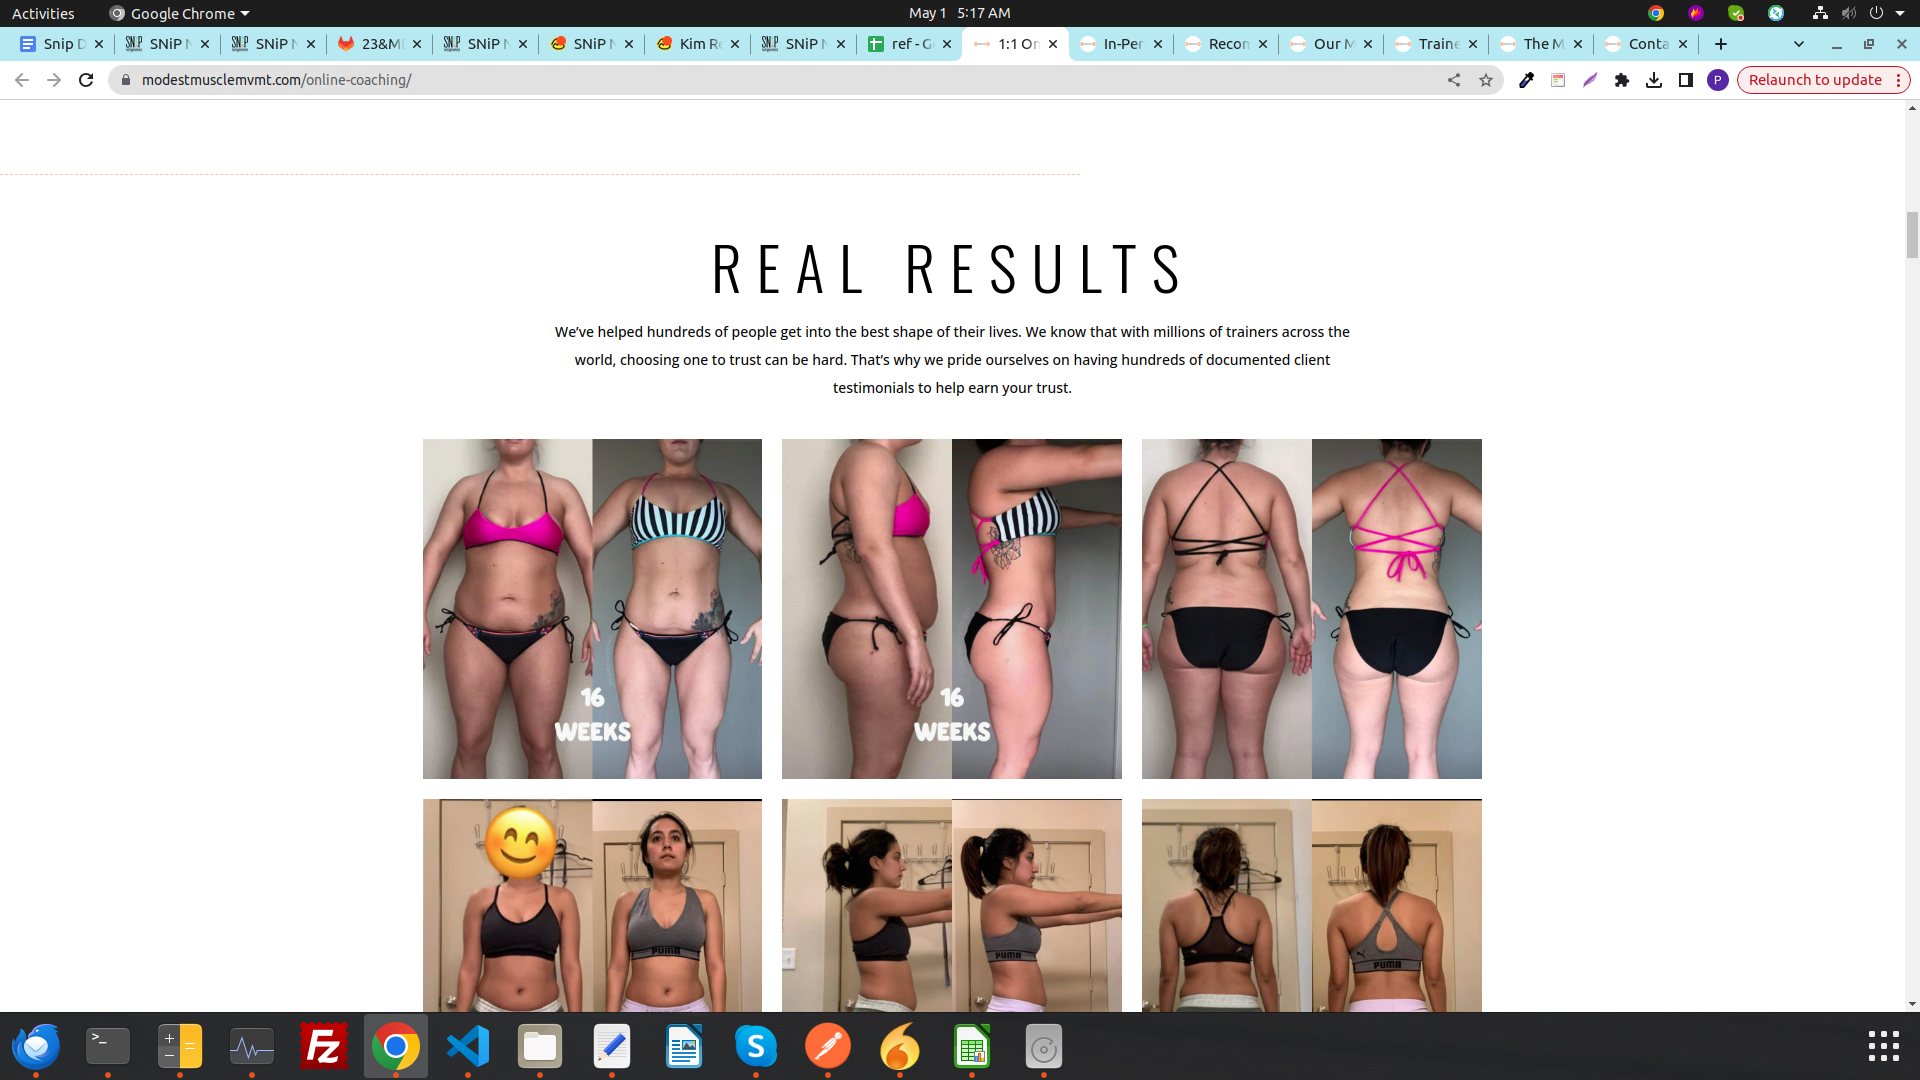 Activities
Google Chrome
May 1 5:17 AM
Snip D
SNiP N
SNiP N
23&M
SNiP N
SNiP N
Kim Re
SNiP N
ref - G
1:1 On
In-Per
Recon
Our M
Traine
The M
Conta
modestmusclemvmt.com/online-coaching/
P
Relaunch to update
REAL RESULTS
We've helped hundreds of people get into the best shape of their lives. We know that with millions of trainers across the
world, choosing one to trust can be hard. That's why we pride ourselves on having hundreds of documented client
testimonials to help earn your trust.
16
WEEKS
16
WEEKS
PUMA
PUMA
PUMA